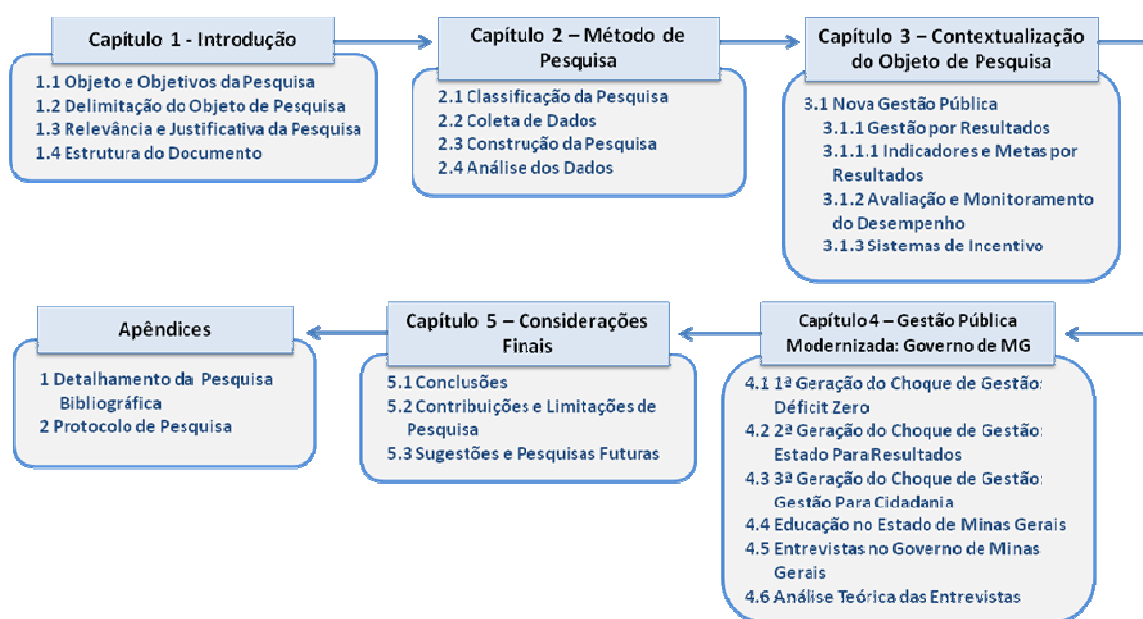 Capítulo 1 - Introdução
1.1 Objeto e Objetivos da Pesquisa
1.2 Delimitação do Objeto de Pesquisa
1.3 Relevância e Justificativa da Pesquisa
1.4 Estrutura do Documento
Capítulo 2 – Método de
Pesquisa
2.1 Classificação da Pesquisa
2.2 Coleta de Dados
2.3 Construção da Pesquisa
2.4 Análise dos Dados
Capítulo 3 – Contextualização
do Objeto de Pesquisa
3.1 Nova Gestão Pública
3.1.1 Gestão por Resultados
3.1.1.1 Indicadores e Metas por
Resultados
3.1.2 Avaliação e Monitoramento
do Desempenho
3.1.3 Sistemas de Incentivo
Capítulo 4 – Gestão Pública
Modernizada: Governo de MG
4.1 1ª Geração do Choque de Gestão:
Déficit Zero
4.2 2ª Geração do Choque de Gestão:
Estado Para Resultados
4.3 3ª Geração do Choque de Gestão:
Gestão Para Cidadania
4.4 Educação no Estado de Minas Gerais
4.5 Entrevistas no Governo de Minas
Gerais
4.6 Análise Teórica das Entrevistas
Capítulo 5 – Considerações
Finais
5.1 Conclusões
5.2 Contribuições e Limitações de
Pesquisa
5.3 Sugestões e Pesquisas Futuras
Apêndices
1 Detalhamento da Pesquisa
Bibliográfica
2 Protocolo de Pesquisa